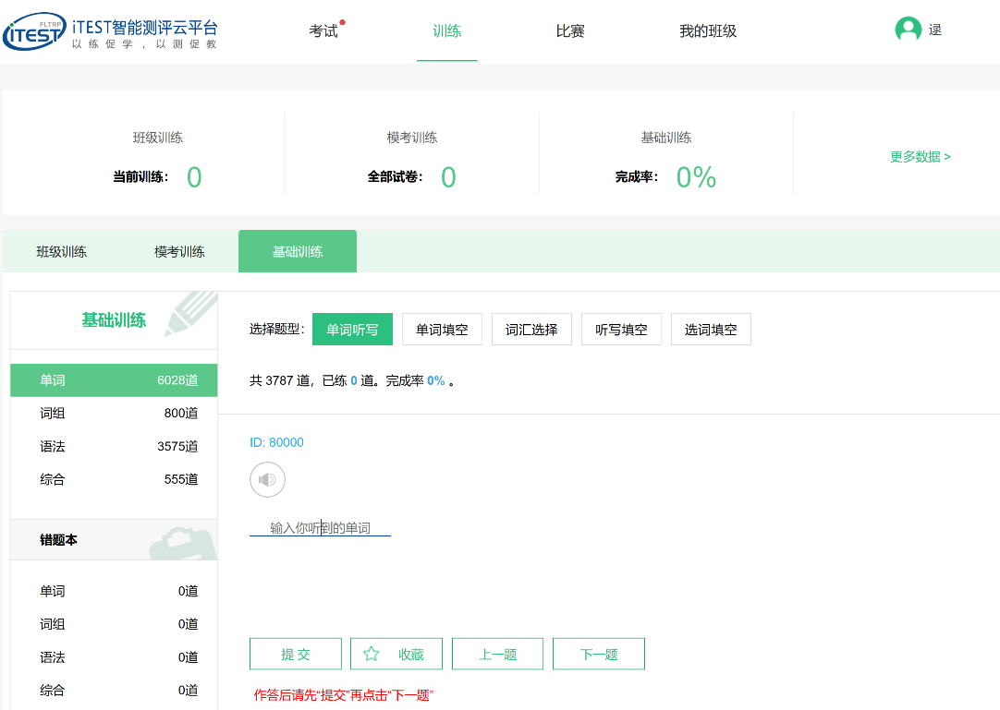 FLTRP
iTEST iTEST智能测评云平台
以练促学，以测促教
考试 训练 比赛 我的班级 逯
班级训练 模考训练 基础训练
当前训练： 0 全部试卷： 0 完成率： 0% 更多数据 >
班级训练 模考训练 基础训练
基础训练
单词 6028道
词组 800道
语法 3575道
综合 555道
错题本
单词 0道
词组 0道
语法 0道
综合 0道
选择题型： 单词听写 单词填空 词汇选择 听写填空 选词填空
共 3787 道，已练 0 道。完成率 0% 。
ID: 80000
输入你听到的单词
提 交 收藏 上一题 下一题
作答后请先“提交”再点击“下一题”